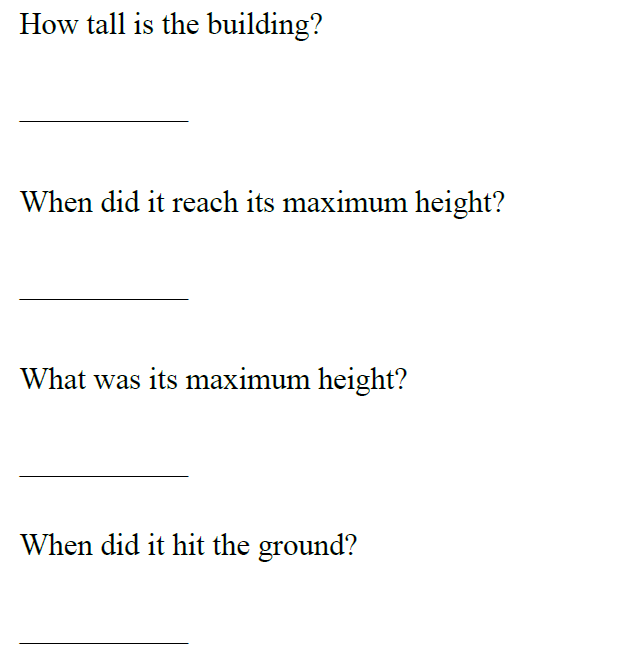 How tall is the building?
When did it reach its maximum height?
What was its maximum height?
When did it hit the ground?